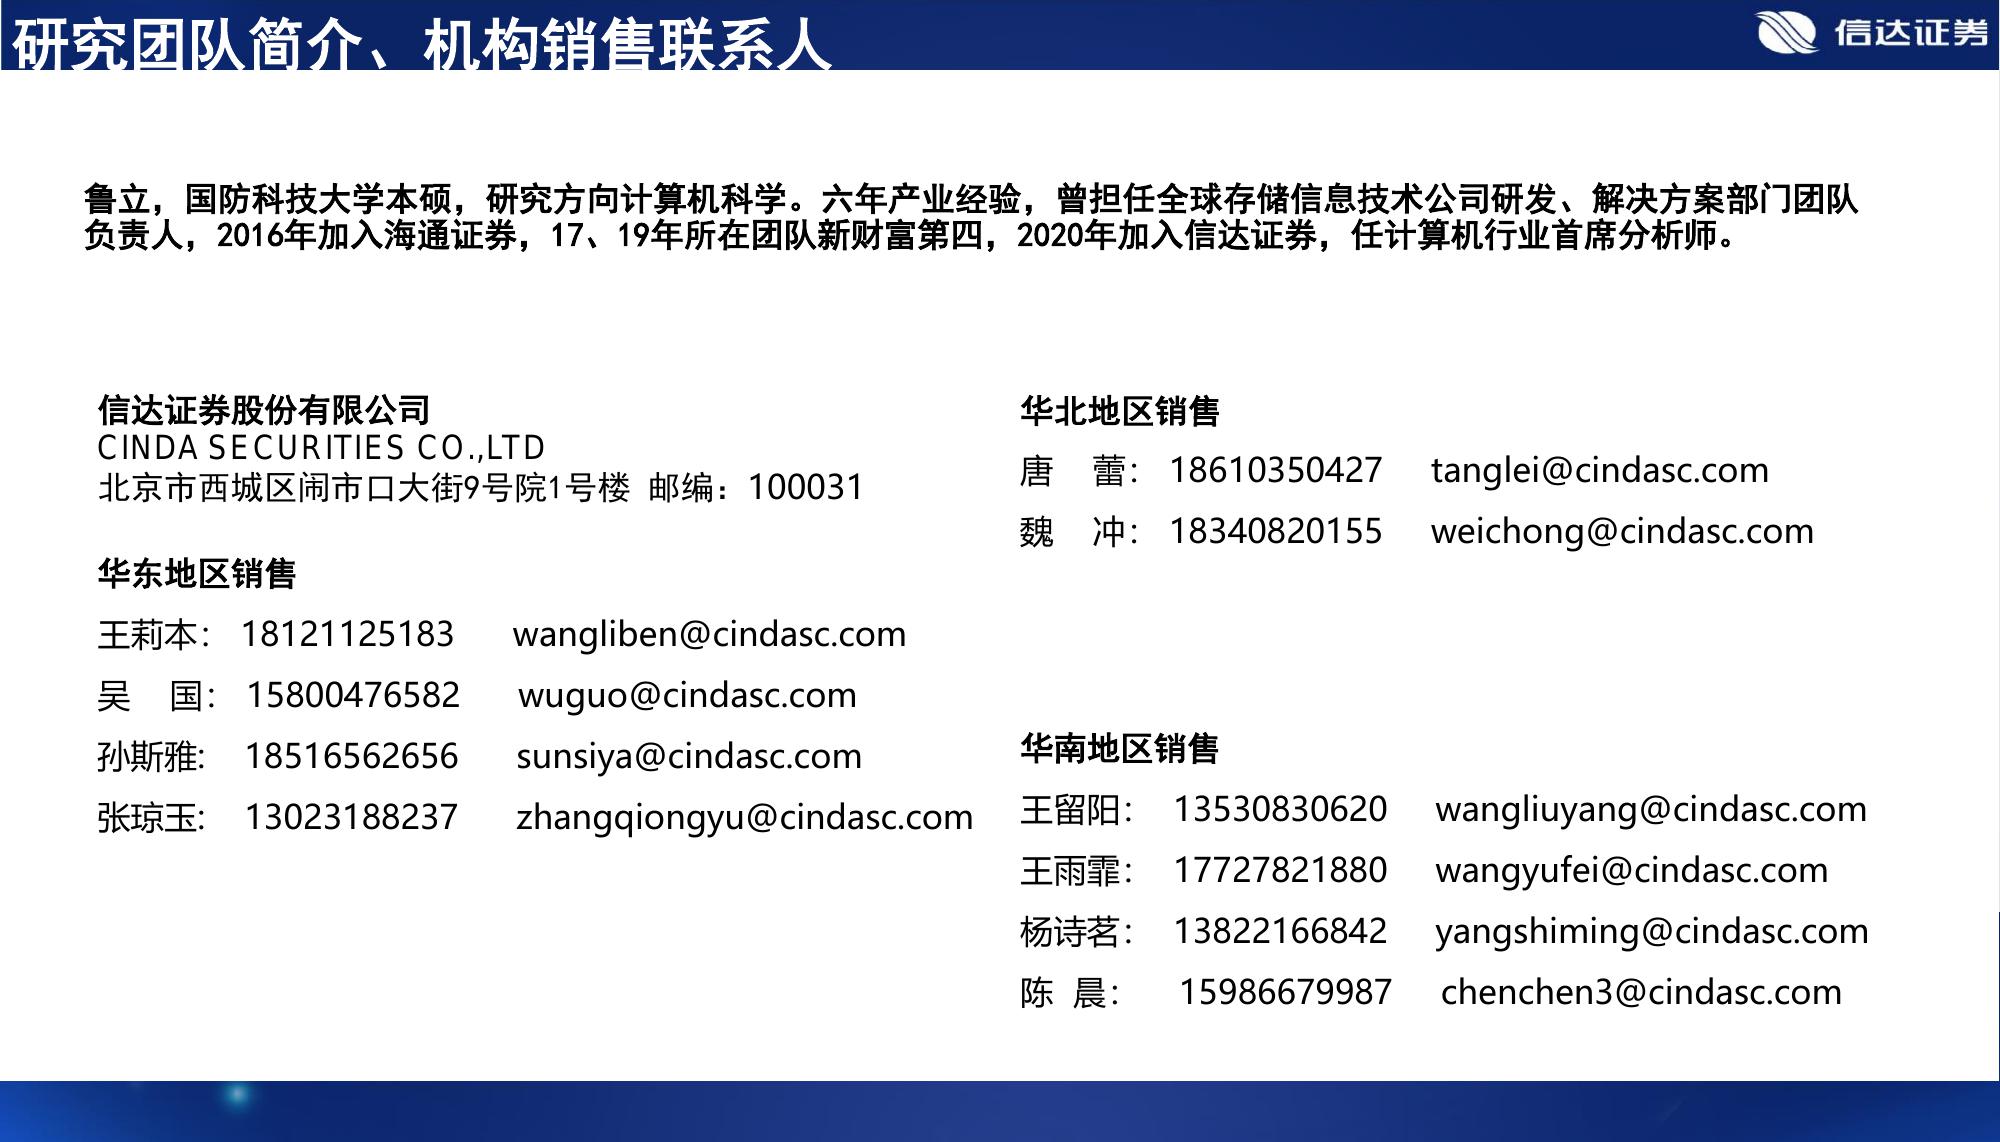 研究团队简介、机构销售联系人
信达证券
鲁立，国防科技大学本硕，研究方向计算机科学。六年产业经验，曾担任全球存储信息技术公司研发、解决方案部门团队
负责人，2016年加入海通证券，17、19年所在团队新财富第四，2020年加入信达证券，任计算机行业首席分析师。
信达证券股份有限公司
CINDA SECURITIES CO.,LTD
北京市西城区闹市口大街9号院1号楼 邮编：100031
华东地区销售
王莉本： 18121125183 wangliben@cindasc.com
吴 国： 15800476582 wuguo@cindasc.com
孙斯雅: 18516562656 sunsiya@cindasc.com
张琼玉: 13023188237 zhangqiongyu@cindasc.com
华北地区销售
唐 蕾： 18610350427 tanglei@cindasc.com
魏 冲： 18340820155 weichong@cindasc.com
华南地区销售
王留阳： 13530830620 wangliuyang@cindasc.com
王雨霏： 17727821880 wangyufei@cindasc.com
杨诗茗： 13822166842 yangshiming@cindasc.com
陈 晨： 15986679987 chenchen3@cindasc.com